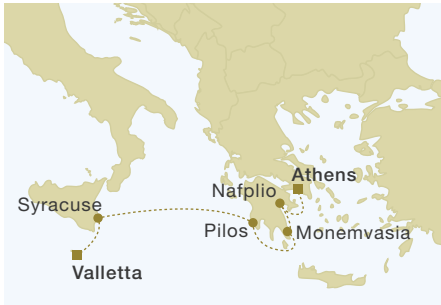 Athens
Nafplio
Syracuse
Pilos
Monemvasia
Valletta